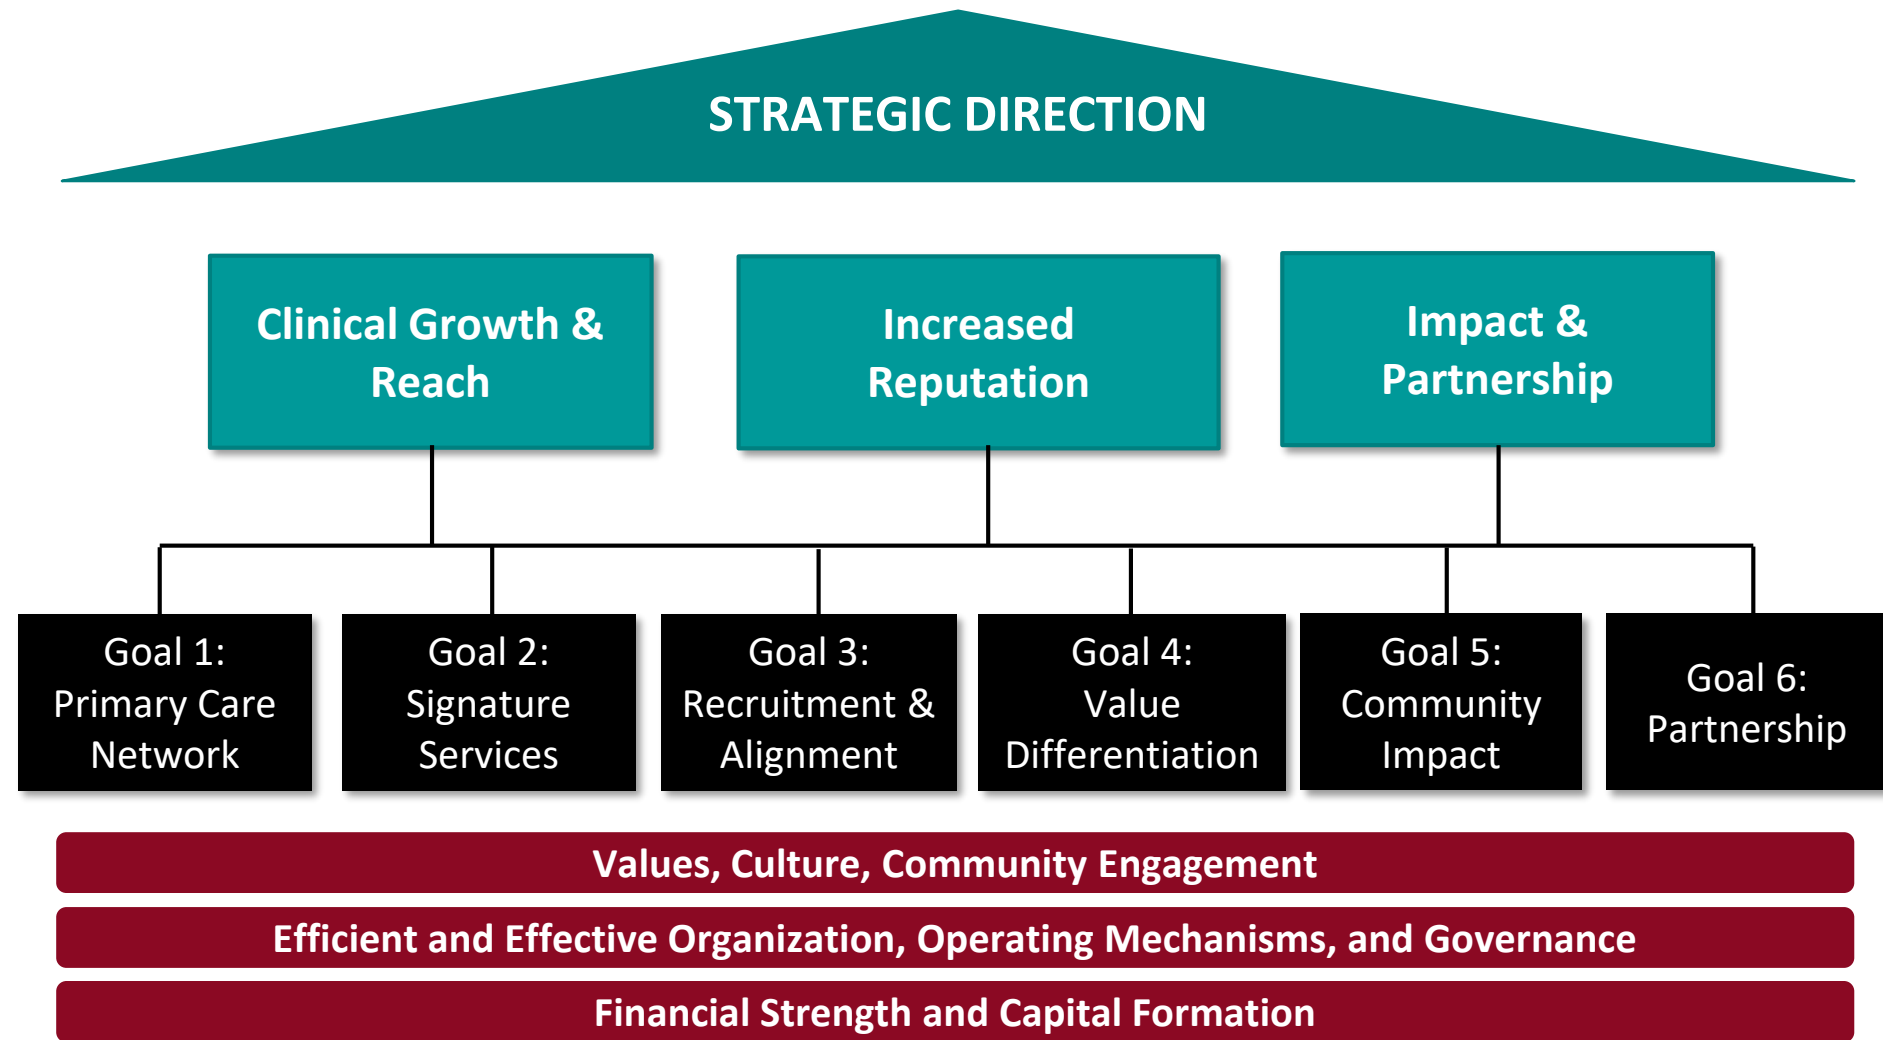 STRATEGIC DIRECTION
Clinical Growth &
Reach
Increased
Reputation
Impact &
Partnership
Goal 1:
Primary Care
Network
Goal 2:
Signature
Services
Goal 3:
Recruitment &
Alignment
Goal 4:
Value
Differentiation
Goal 5:
Community
Impact
Goal 6:
Partnership
Values, Culture, Community Engagement
Efficient and Effective Organization, Operating Mechanisms, and Governance
Financial Strength and Capital Formation